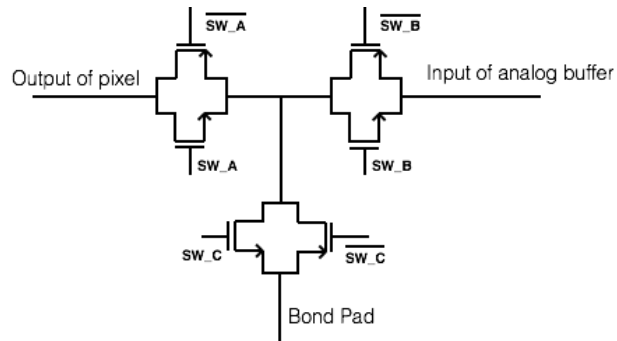 SW_A
SW_B
Output of pixel
Input of analog buffer
SW_A
SW_B
SW_C
SW_C
Bond Pad